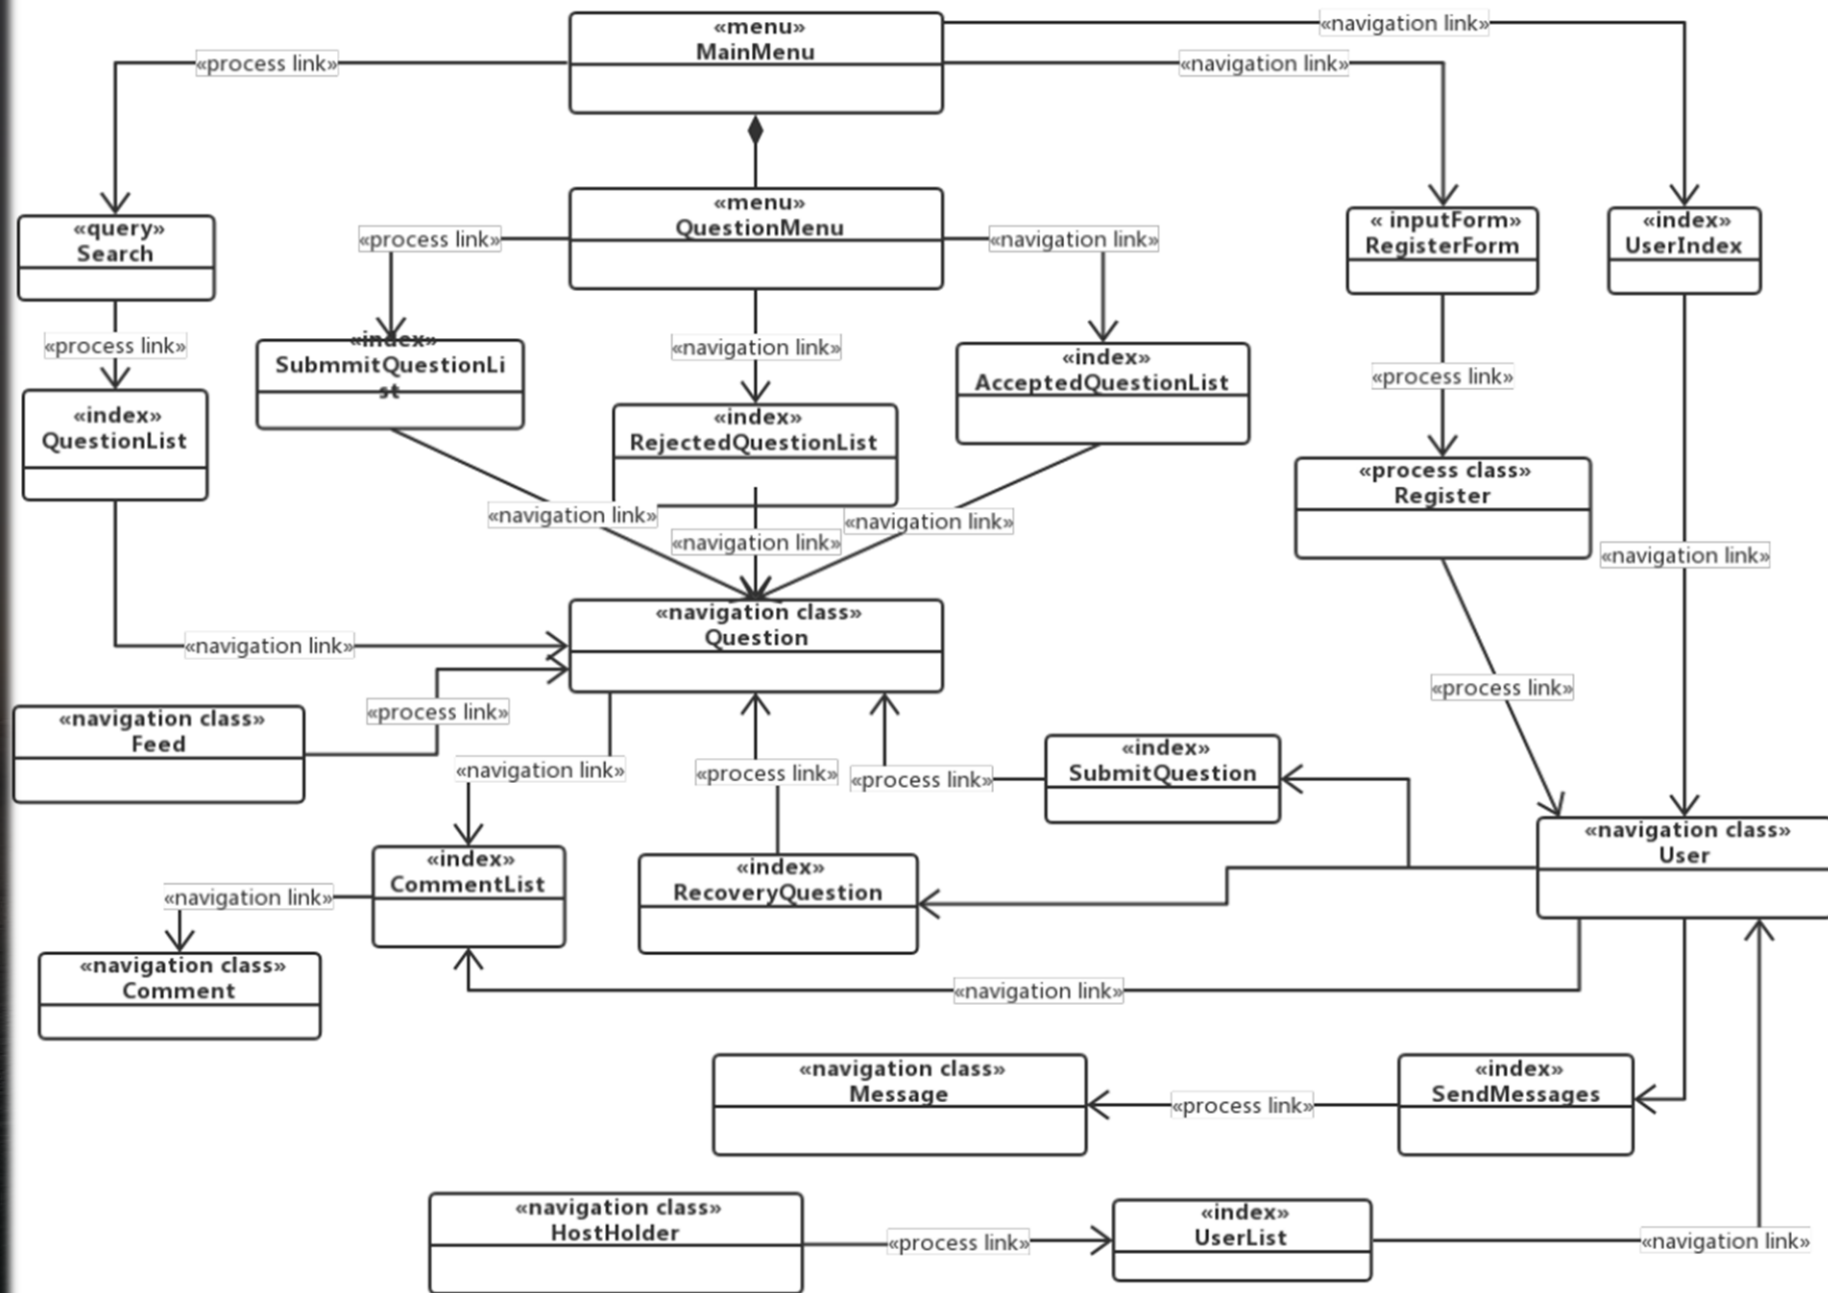 «menu»
MainMenu
«navigation link»
«process link»
«navigation link»
«menu»
QuestionMenu
«query»
Search
«process link»
«navigation link»
« inputForm»
RegisterForm
«index»
UserIndex
«process link»
«index»
SubmmitQuestionLi
st
«navigation link»
«index»
AcceptedQuestionList
«process link»
«index»
QuestionList
«index»
RejectedQuestionList
«process class»
Register
«navigation link»
«navigation link»
«navigation link»
«navigation link»
«navigation class»
Question
«navigation link»
«process link»
«navigation class»
Feed
«process link»
«navigation link»
«process link»
«process link»
«index»
SubmitQuestion
«navigation class»
User
«index»
CommentList
«index»
RecoveryQuestion
«navigation link»
«navigation class»
Comment
«navigation link»
«navigation class»
Message
«process link»
«index»
SendMessages
«navigation class»
HostHolder
«process link»
«index»
UserList
«navigation link»